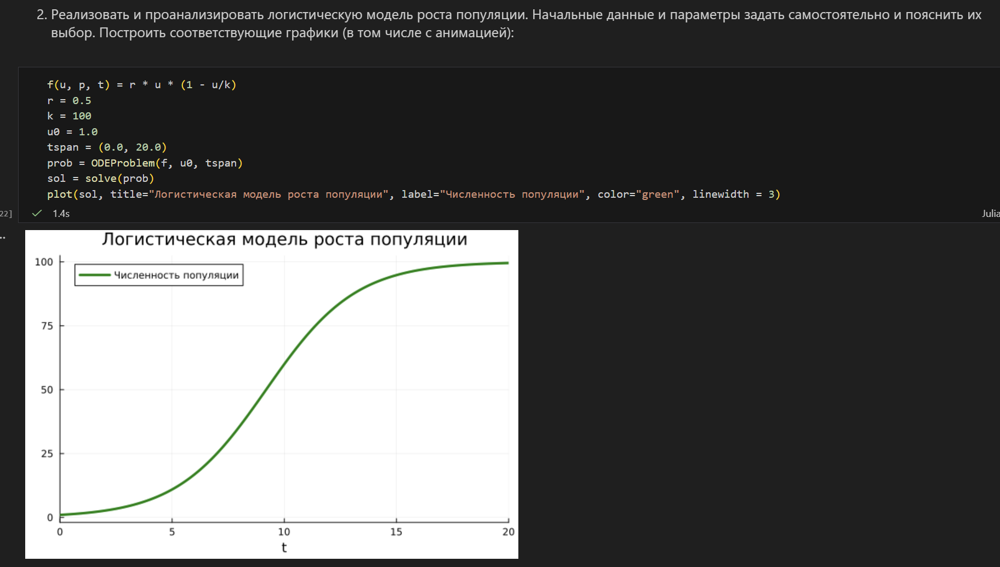 2. Реализовать и проанализировать логистическую модель роста популяции. Начальные данные и параметры задать самостоятельно и пояснить их
выбор. Построить соответствующие графики (в том числе с анимацией):
f(u, p, t) = r * u * (1 - u/k)
r = 0.5
k = 100
u0 = 1.0
tspan = (0.0, 20.0)
prob = ODEProblem(f, u0, tspan)
sol = solve(prob)
plot(sol, title="Логистическая модель роста популяции", label="Численность популяции", color="green", linewidth = 3)
22]
1.4s
Julia
Логистическая модель роста популяции
Численность популяции
100
75
50
25
0
0 5 10 15 20
t